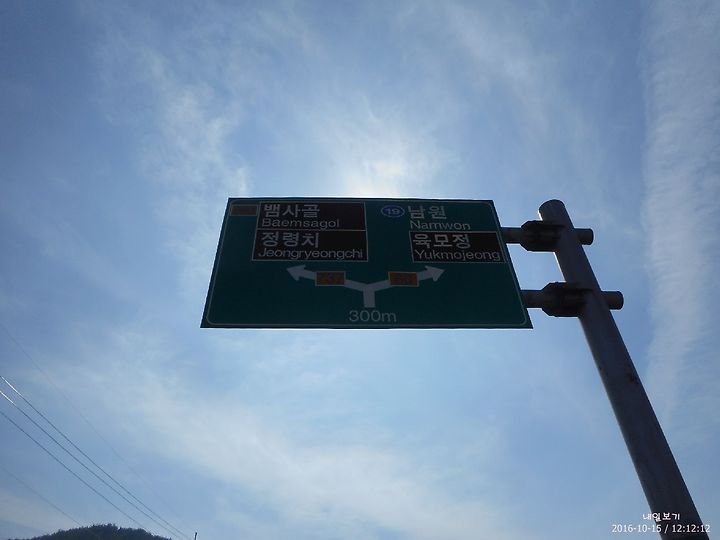 뱀사골
Baemsagol
정령치
Jeongryeongchi
19 남원
Namwon
육모정
Yukmojeong
300m
내일보기
2016-10-15 / 12:12:12